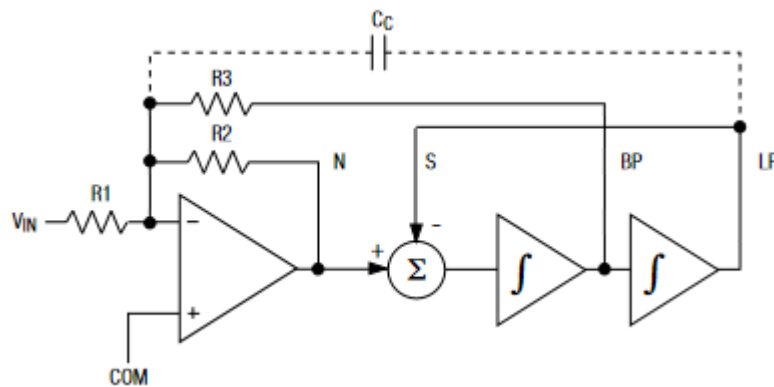 CC
R3
R2
N
S
BP
LP
R1
VIN
−
+
−
+
Σ
∫
∫
COM